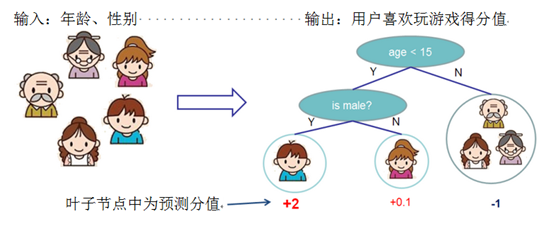 输入：年龄、性别 输出：用户喜欢玩游戏得分值
age < 15
Y N
is male?
Y N
叶子节点中为预测分值 +2 +0.1 -1